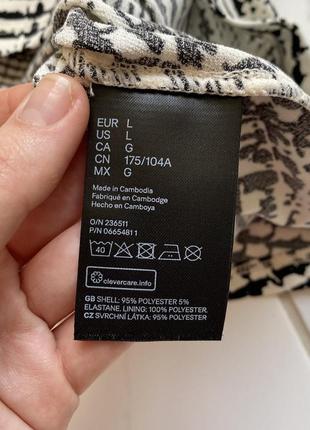 EUR L
US L
CA G
CN 175/104A
MX G
Made in Cambodia
Fabriqué en Cambodge
Hecho en Camboya
O/N 236511
P/N 06654811
40
clevercare.info
GB SHELL: 95% POLYESTER 5%
ELASTANE. LINING: 100% POLYESTER.
CZ SVRCHNÍ LÁTKA: 95% POLYESTER